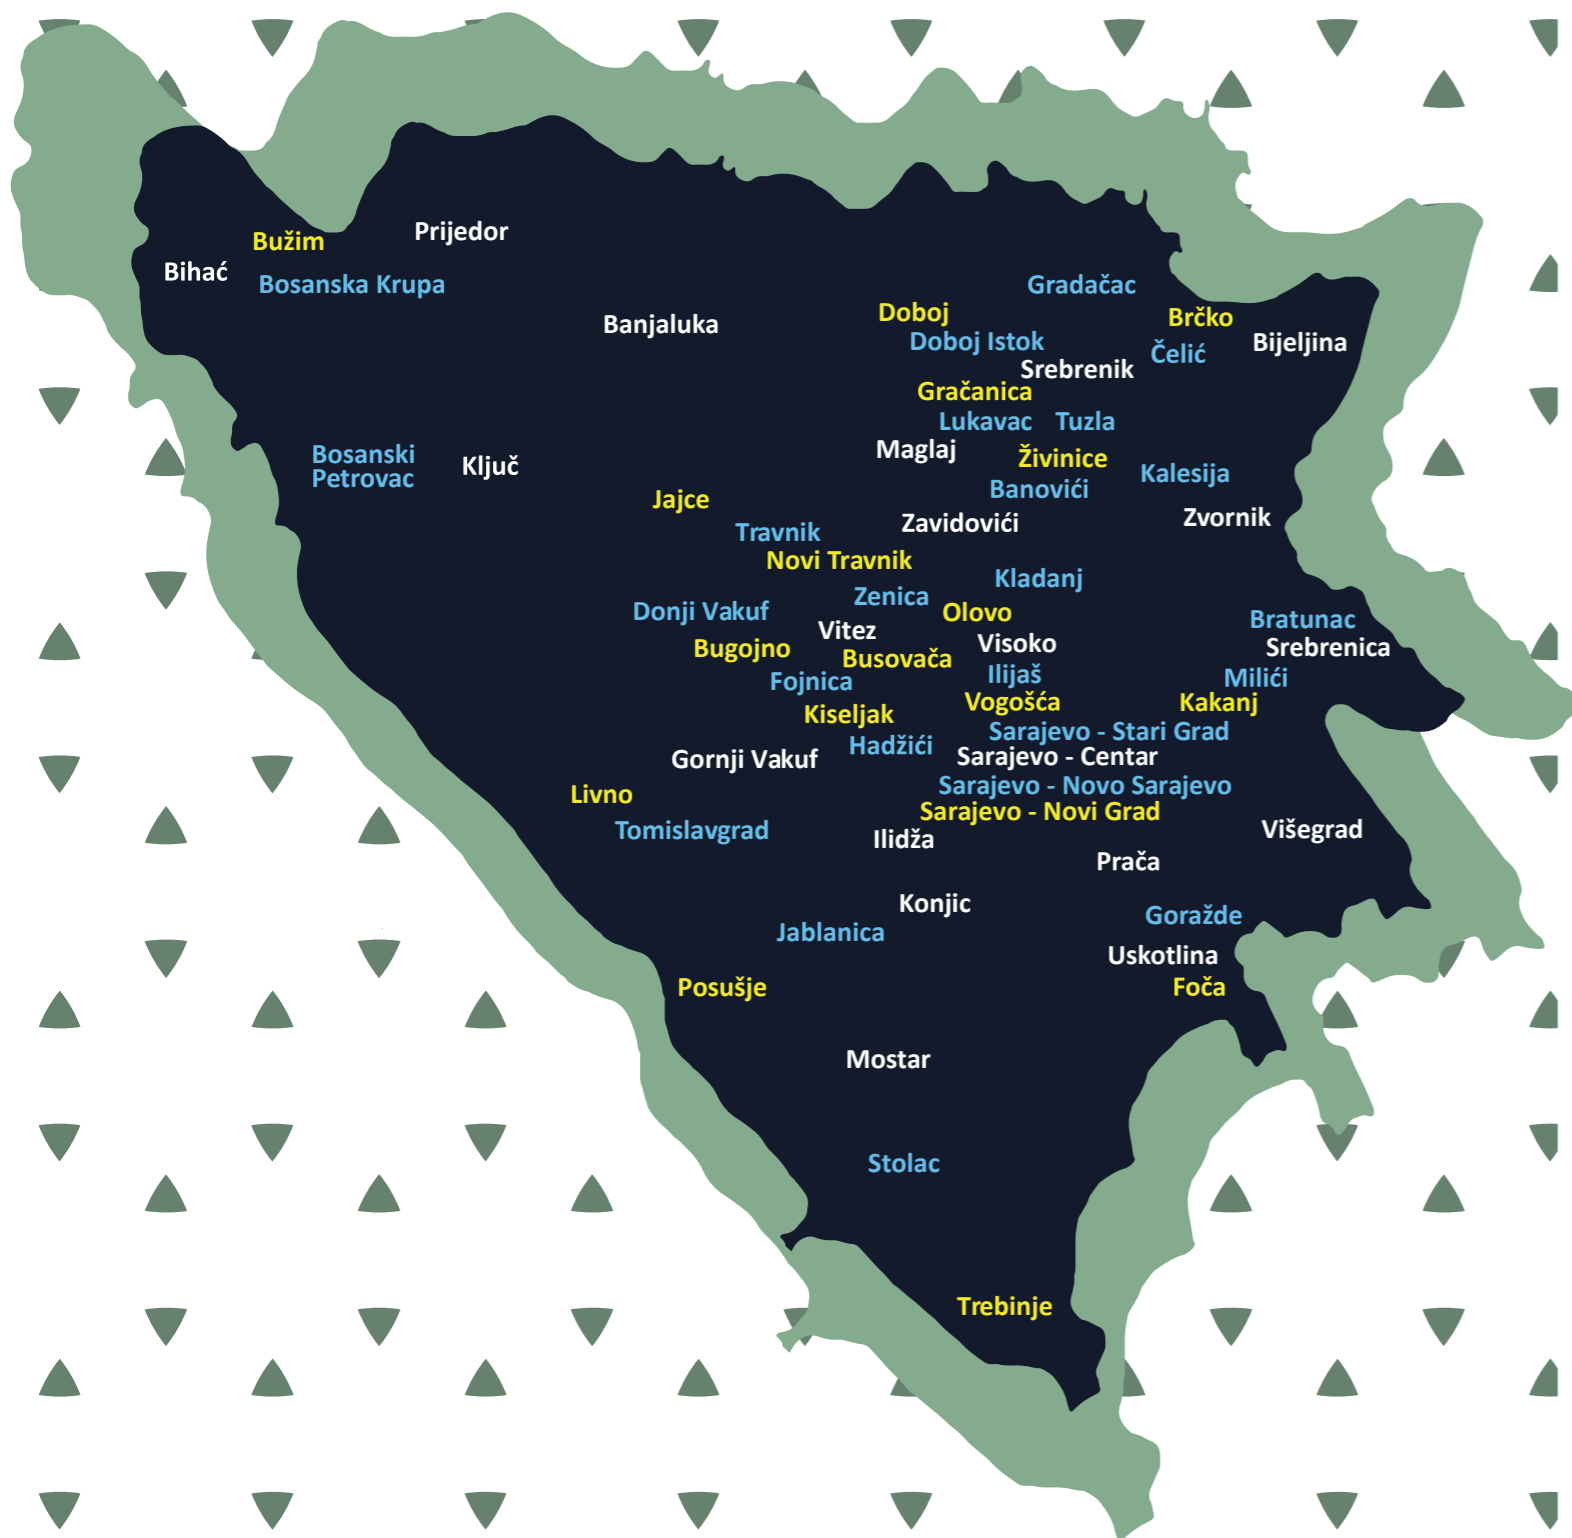 Prijedor
Bužim
Bihać
Bosanska Krupa
Gradačac
Doboj
Brčko
Banjaluka
Doboj Istok
Bijeljina
Čelić
Srebrenik
Gračanica
Lukavac
Tuzla
Maglaj
Bosanski
Petrovac
Živinice
Ključ
Kalesija
Banovići
Jajce
Zvornik
Zavidovići
Travnik
Novi Travnik
Kladanj
Zenica
Donji Vakuf
Olovo
Bratunac
Vitez
Visoko
Bugojno
Srebrenica
Busovača
Ilijaš
Milići
Fojnica
Vogošća
Kakanj
Kiseljak
Sarajevo - Stari Grad
Hadžići
Sarajevo - Centar
Gornji Vakuf
Sarajevo - Novo Sarajevo
Livno
Sarajevo - Novi Grad
Tomislavgrad
Višegrad
Ilidža
Prača
Konjic
Goražde
Jablanica
Uskotlina
Posušje
Foča
Mostar
Stolac
Trebinje